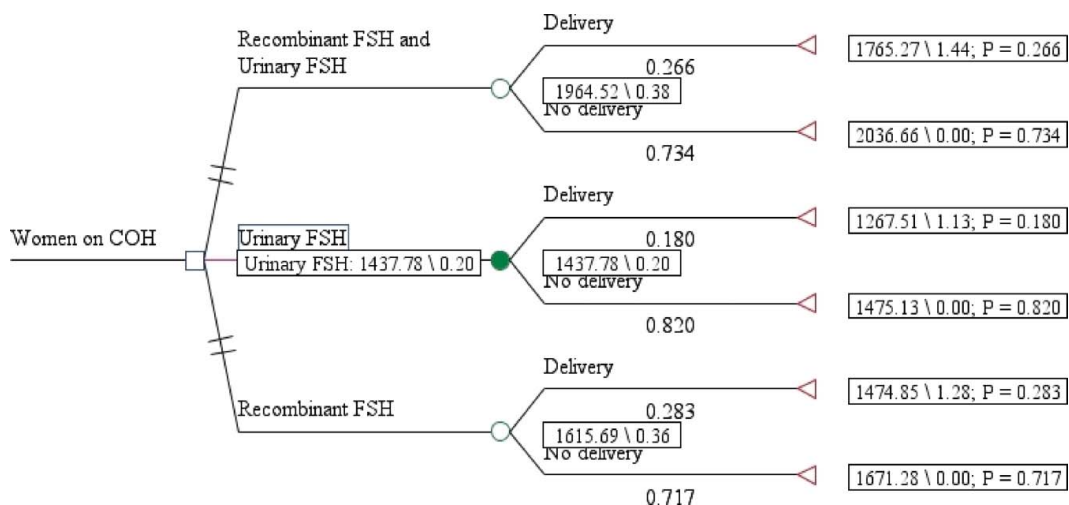 Delivery
Recombinant FSH and
Urinary FSH
1765.27 \ 1.44; P = 0.266
0.266
1964.52 \ 0.38
No delivery
2036.66 \ 0.00; P = 0.734
0.734
Delivery
1267.51 \ 1.13; P = 0.180
0.180
Women on COH
Urinary FSH
Urinary FSH: 1437.78 \ 0.20
1437.78 \ 0.20
No delivery
1475.13 \ 0.00; P = 0.820
0.820
Delivery
1474.85 \ 1.28; P = 0.283
Recombinant FSH
0.283
1615.69 \ 0.36
No delivery
1671.28 \ 0.00; P = 0.717
0.717